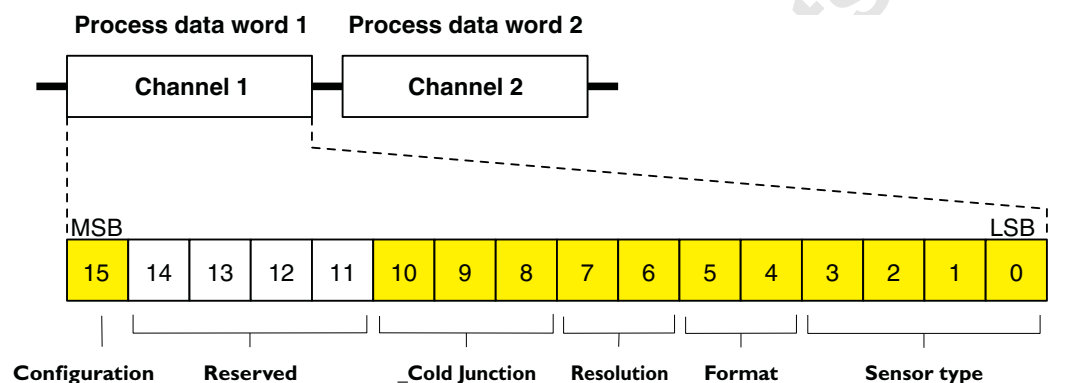 Process data word 1 Process data word 2
Channel 1 Channel 2
MSB LSB
15 14 13 12 11 10 9 8 7 6 5 4 3 2 1 0
Configuration Reserved _Cold Junction Resolution Format Sensor type